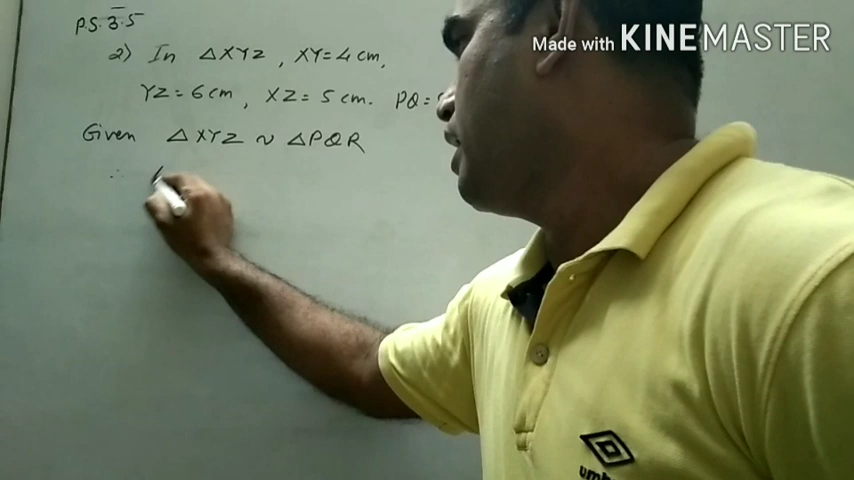 P.S. 3.5
Made with KINEMASTER
2) In △XYZ, XY=4 cm,
YZ = 6 cm, XZ = 5 cm. PQ =
Given △XYZ ~ △PQR
∴
umb